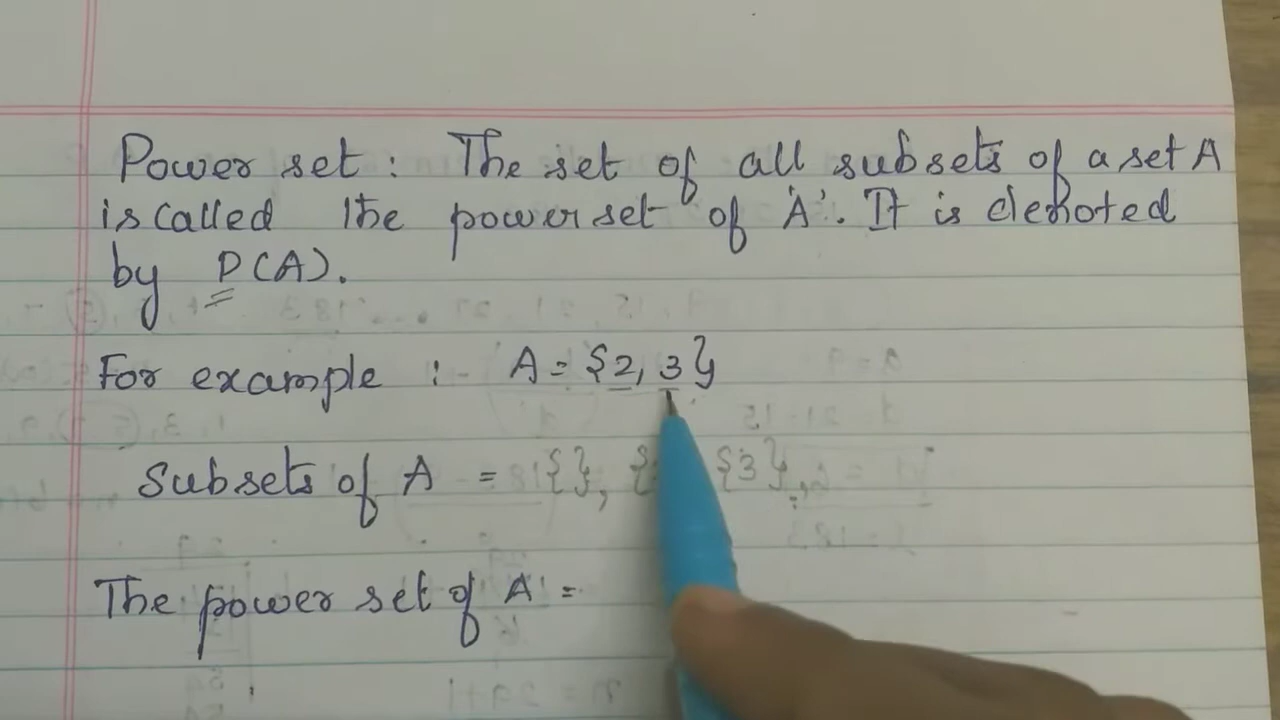 Power set : The set of all subsets of a set A
is called the power set of 'A'. It is denoted
by P(A).
For example : A = {2, 3}
Subsets of A = { }, { {3},
The power set of 'A' =